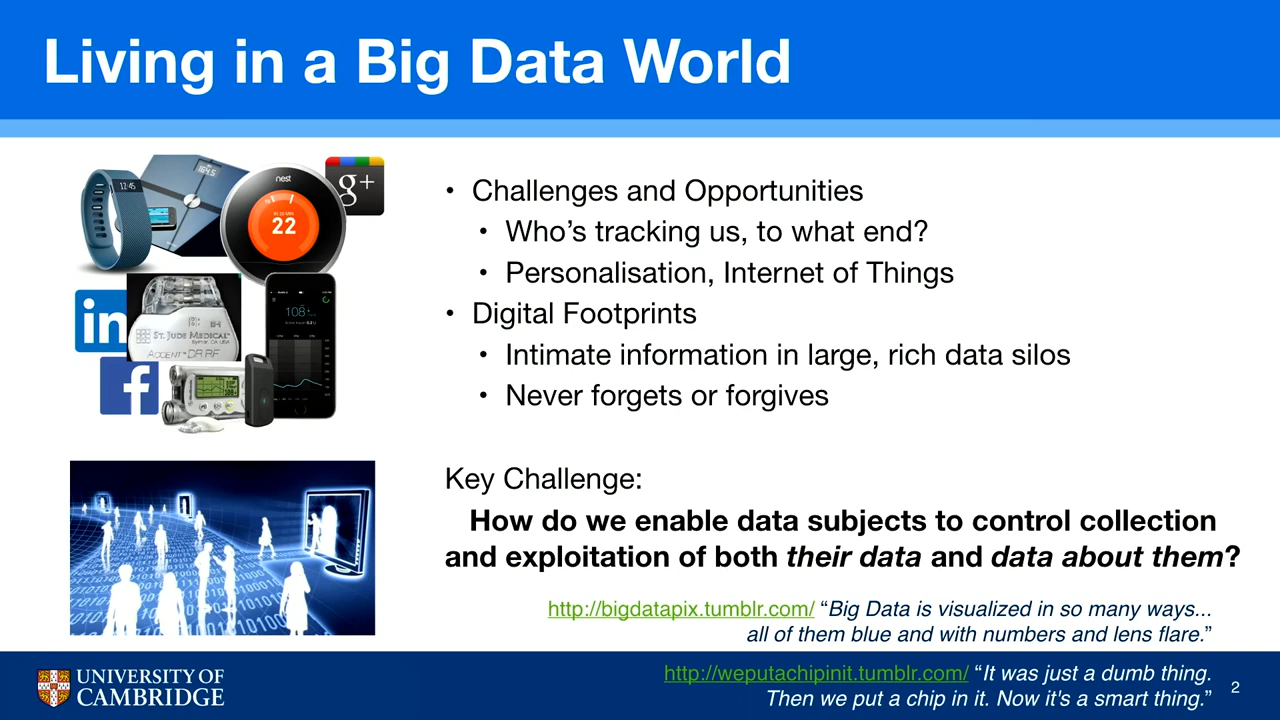 Living in a Big Data World
12:45
164.5
nest
22
g+
in
ST. JUDE MEDICAL
ACCENT DR RF
108
f
• Challenges and Opportunities
• Who’s tracking us, to what end?
• Personalisation, Internet of Things
• Digital Footprints
• Intimate information in large, rich data silos
• Never forgets or forgives
Key Challenge:
How do we enable data subjects to control collection
and exploitation of both their data and data about them?
http://bigdatapix.tumblr.com/ “Big Data is visualized in so many ways...
all of them blue and with numbers and lens flare.”
UNIVERSITY OF
CAMBRIDGE
http://weputachipinit.tumblr.com/ “It was just a dumb thing.
Then we put a chip in it. Now it's a smart thing.”
2